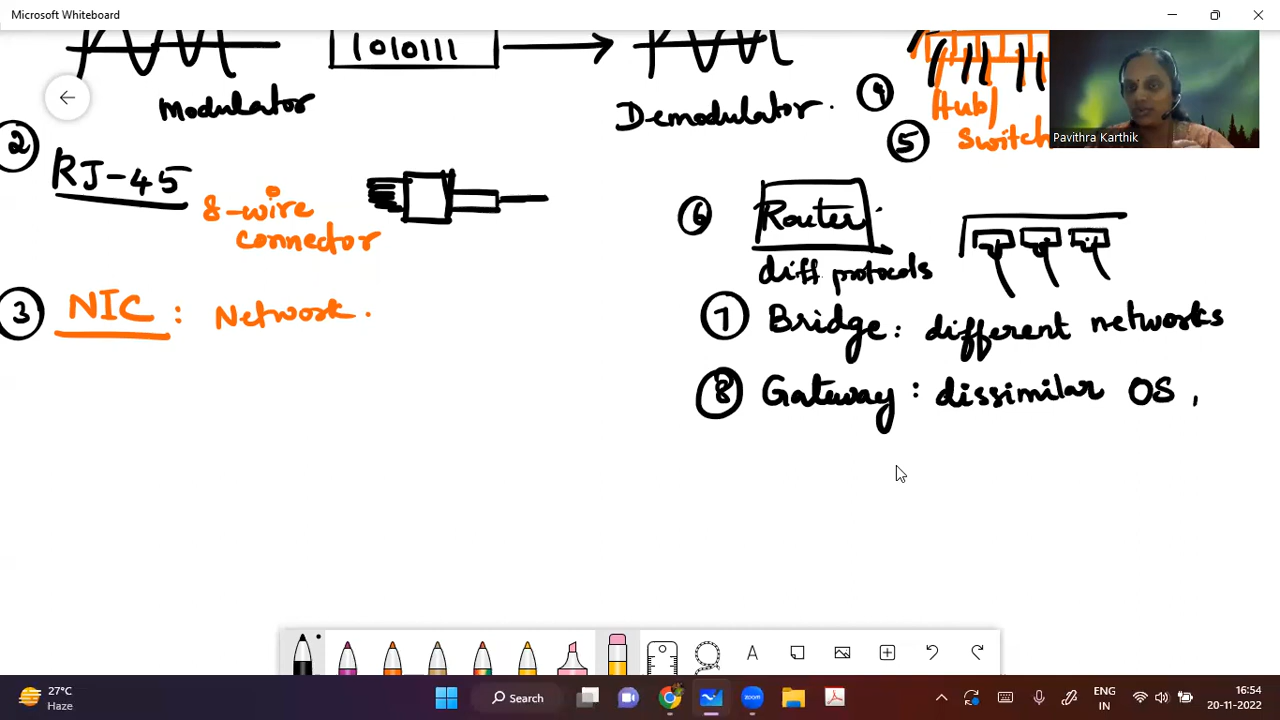 Microsoft Whiteboard
1010111
Modulator
Demodulator.
4
Hub/
5
Switch
Pavithra Karthik
2
RJ-45
8-wire
connector
6
Router
diff protocols
3
NIC : Network.
7
Bridge : different networks
8
Gateway : dissimilar OS,
A
27°C
Haze
Search
zoom
ENG
IN
16:54
20-11-2022